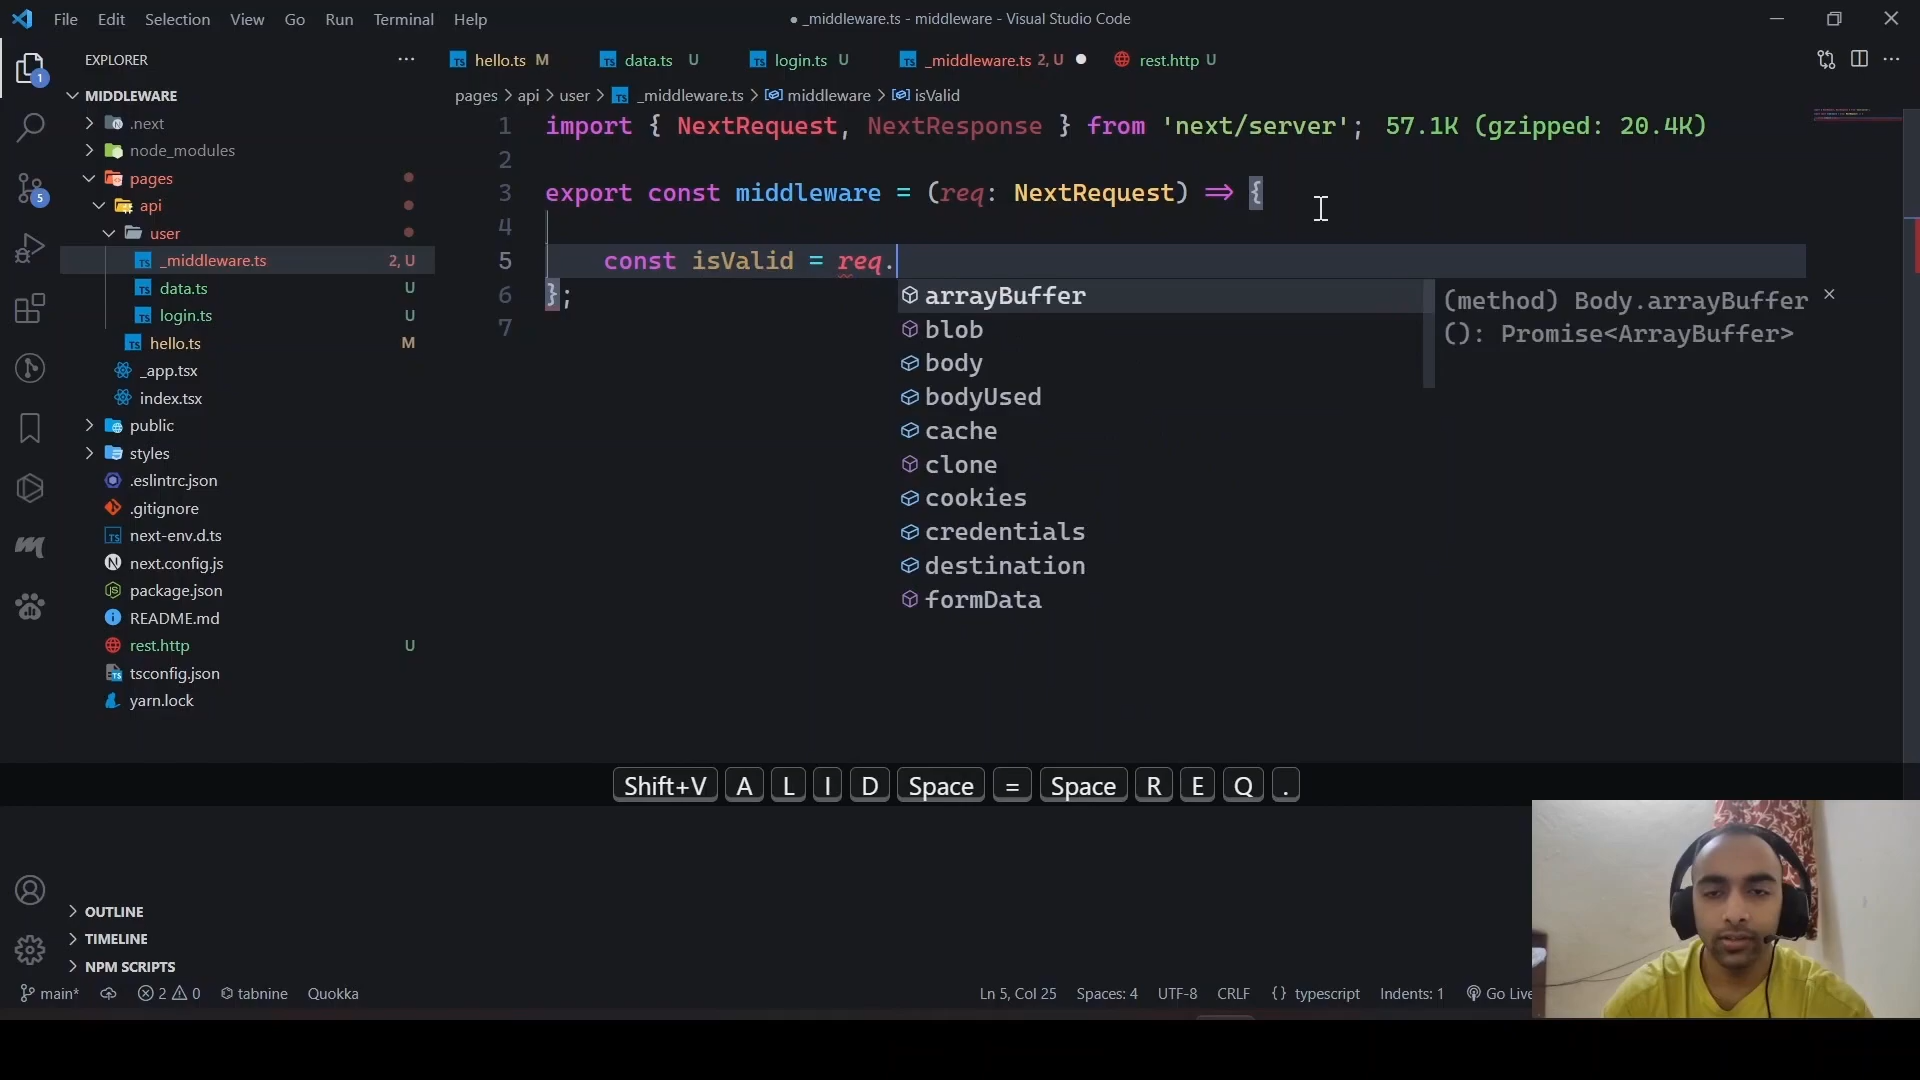 File Edit Selection View Go Run Terminal Help
● _middleware.ts - middleware - Visual Studio Code
EXPLORER
hello.ts M
data.ts U
login.ts U
_middleware.ts 2, U
rest.http U
MIDDLEWARE
pages > api > user > _middleware.ts > middleware > isValid
.next
node_modules
pages
api
user
_middleware.ts 2, U
data.ts U
login.ts U
hello.ts M
_app.tsx
index.tsx
public
styles
.eslintrc.json
.gitignore
next-env.d.ts
next.config.js
package.json
README.md
rest.http U
tsconfig.json
yarn.lock
OUTLINE
TIMELINE
NPM SCRIPTS
1 import { NextRequest, NextResponse } from 'next/server'; 57.1K (gzipped: 20.4K)
2
3 export const middleware = (req: NextRequest) => {
4
5 const isValid = req.
6 };
7
arrayBuffer
blob
body
bodyUsed
cache
clone
cookies
credentials
destination
formData
(method) Body.arrayBuffer
(): Promise<ArrayBuffer>
Shift+V A L I D Space = Space R E Q .
1
5
main* 2 0 tabnine Quokka
Ln 5, Col 25 Spaces: 4 UTF-8 CRLF {} typescript Indents: 1 Go Live